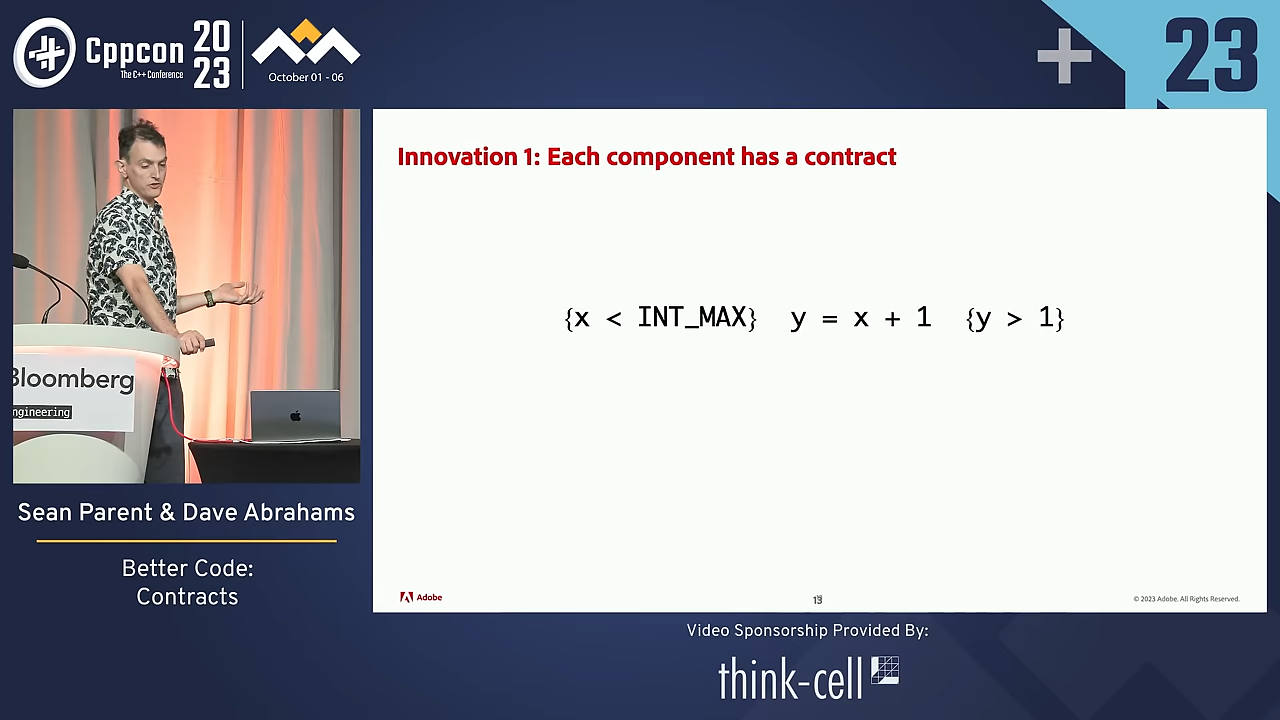 Cppcon
The C++ Conference
20
23
October 01 - 06
23
Innovation 1: Each component has a contract
{x < INT_MAX} y = x + 1 {y > 1}
Bloomberg
ngineering
Sean Parent & Dave Abrahams
Better Code:
Contracts
Adobe
13
© 2023 Adobe. All Rights Reserved.
Video Sponsorship Provided By:
think-cell